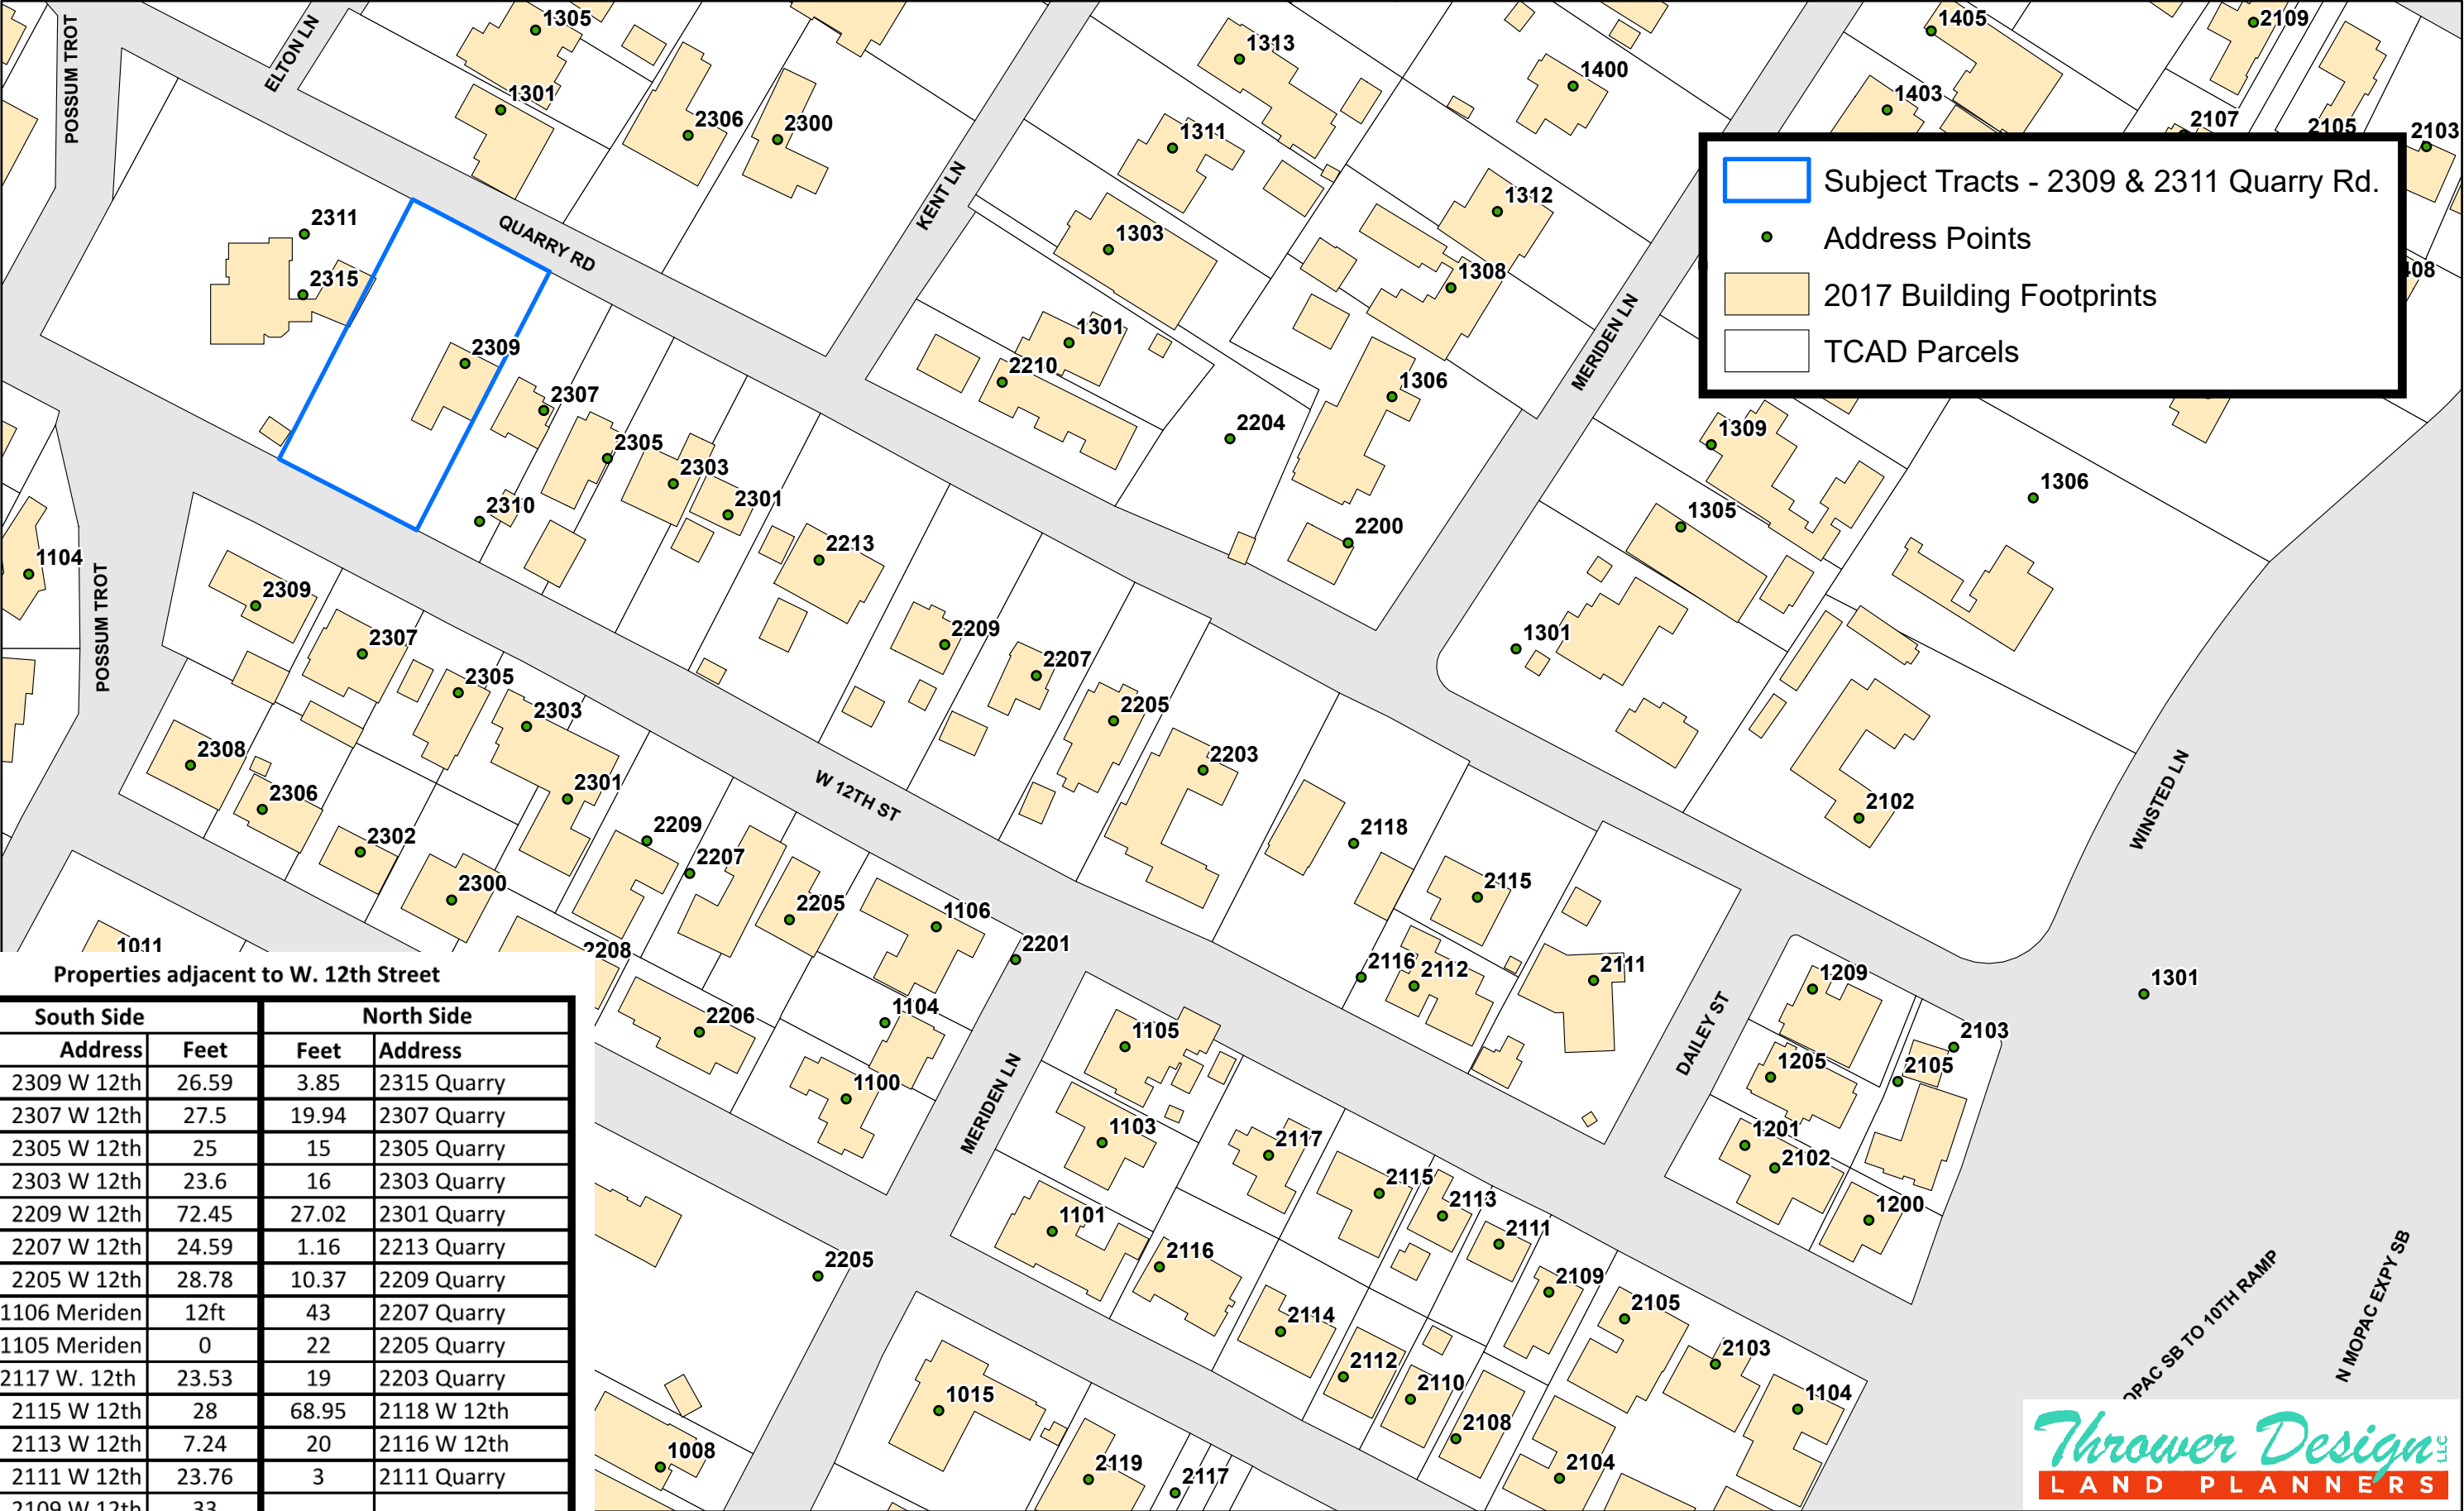 POSSUM TROT
ELTON LN
1305
1301
2306
2300
1313
1400
1405
2109
1403
1311
2107
2105
2103
KENT LN
1312
2311
QUARRY RD
1303
2315
1308
Subject Tracts - 2309 & 2311 Quarry Rd.
Address Points
2017 Building Footprints
TCAD Parcels
408
MERIDEN LN
2309
1301
2210
1306
2307
2204
2305
1309
2303
1306
2301
2310
1305
2200
2213
1104
POSSUM TROT
2309
2307
2209
1301
2207
2305
2205
2303
2308
2203
W 12TH ST
2306
2301
2102
WINSTED LN
2209
2118
2302
2207
2300
2115
2205
1106
1011
2208
2201
2116
2112
2111
1209
1301
1104
2206
1105
DAILEY ST
2103
2105
1205
1100
MERIDEN LN
1103
2117
1201
2102
2115
2113
1200
1101
2111
2116
2205
2109
2114
2105
2103
2112
2110
1104
1015
2108
1008
2119
2117
2104
OPAC SB TO 10TH RAMP
N MOPAC EXPY SB
Properties adjacent to W. 12th Street
South Side North Side
Address Feet Feet Address
2309 W 12th 26.59 3.85 2315 Quarry
2307 W 12th 27.5 19.94 2307 Quarry
2305 W 12th 25 15 2305 Quarry
2303 W 12th 23.6 16 2303 Quarry
2209 W 12th 72.45 27.02 2301 Quarry
2207 W 12th 24.59 1.16 2213 Quarry
2205 W 12th 28.78 10.37 2209 Quarry
1106 Meriden 12ft 43 2207 Quarry
1105 Meriden 0 22 2205 Quarry
2117 W. 12th 23.53 19 2203 Quarry
2115 W 12th 28 68.95 2118 W 12th
2113 W 12th 7.24 20 2116 W 12th
2111 W 12th 23.76 3 2111 Quarry
2109 W 12th 33
Thrower Design LLC
LAND PLANNERS